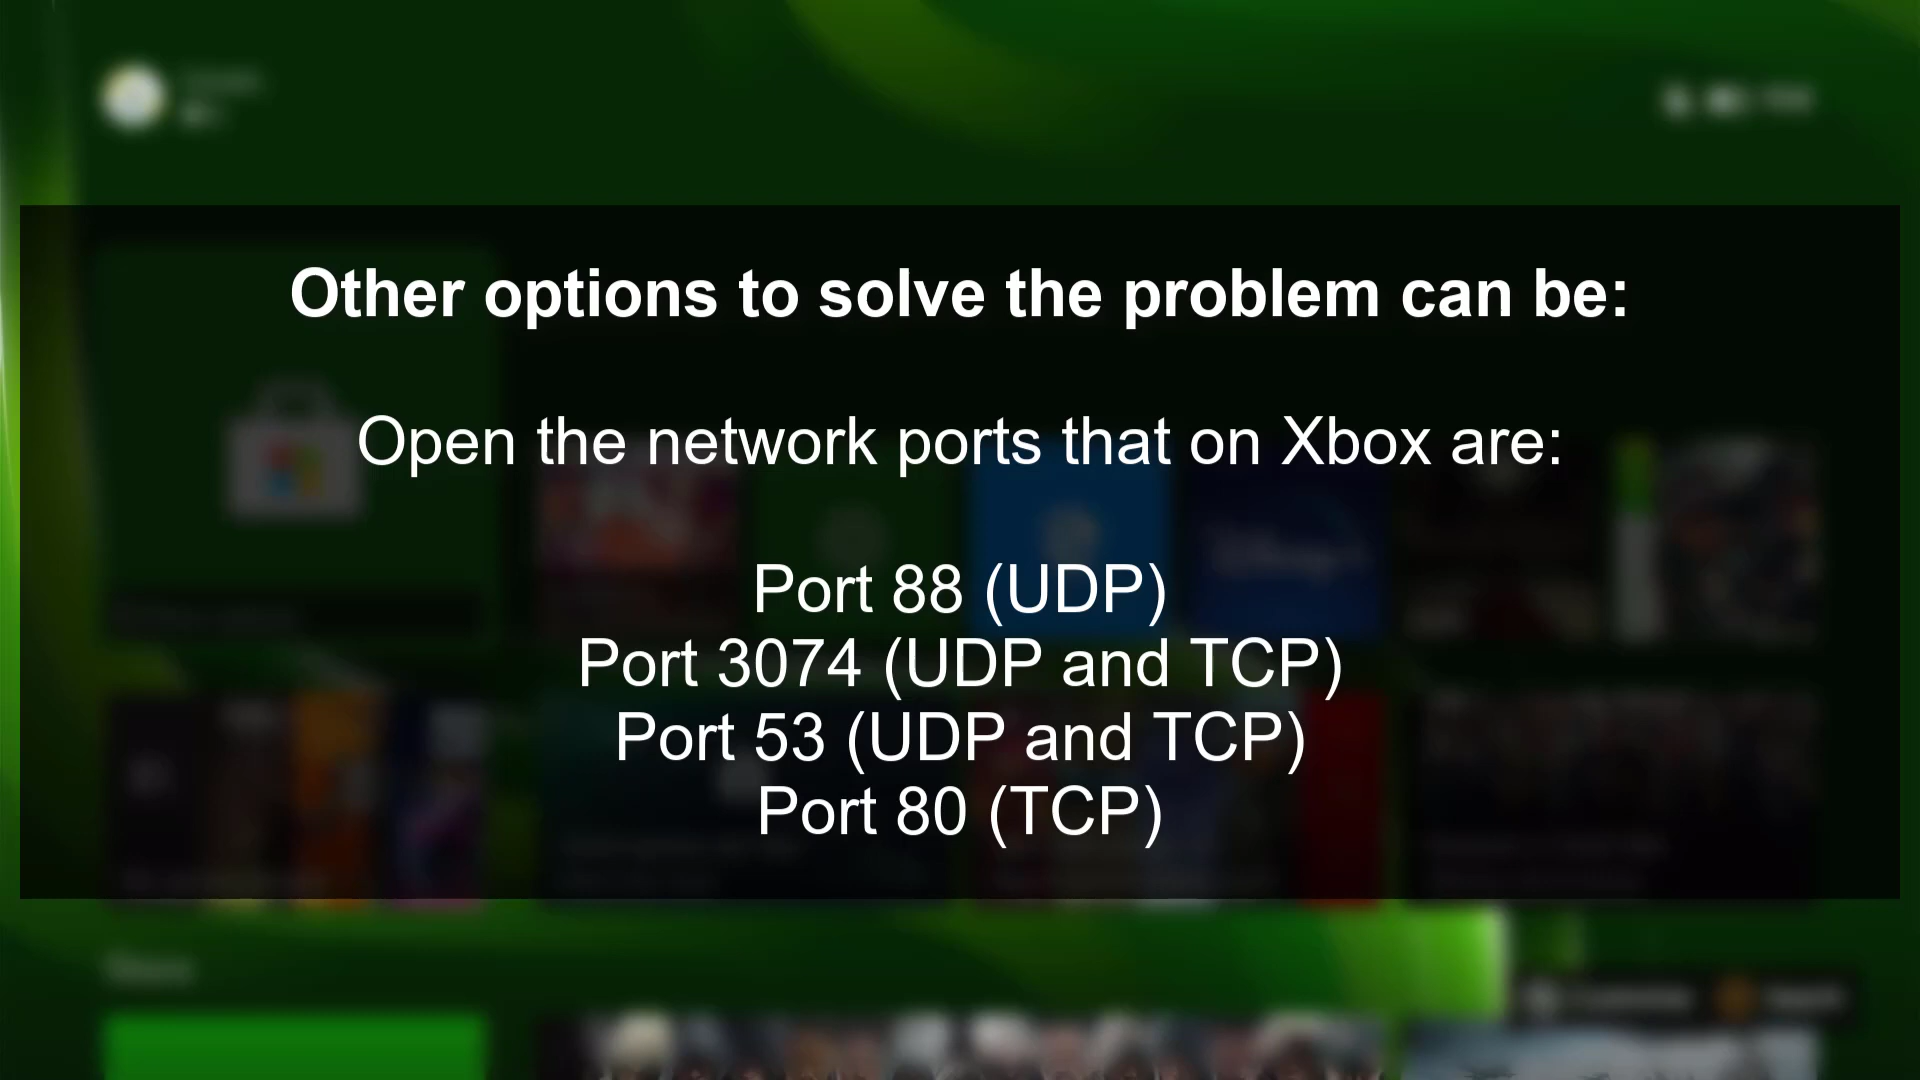 Other options to solve the problem can be:
Open the network ports that on Xbox are:
Port 88 (UDP)
Port 3074 (UDP and TCP)
Port 53 (UDP and TCP)
Port 80 (TCP)